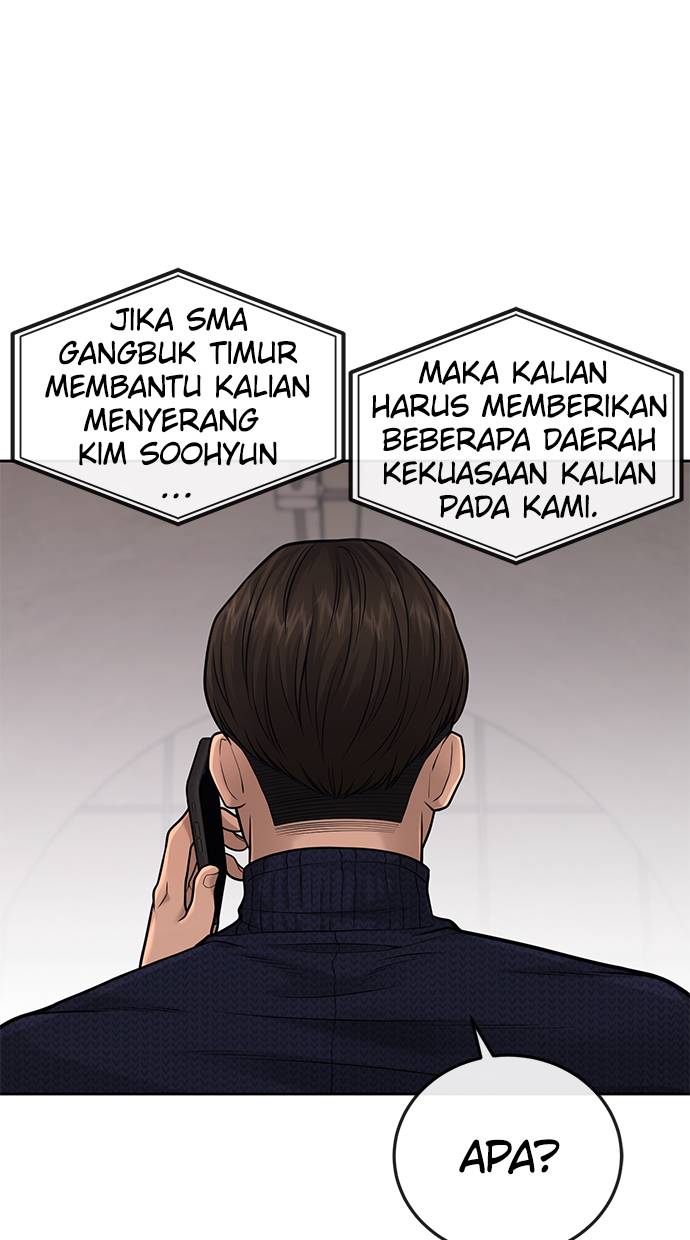 JIKA SMA
GANGBUK TIMUR
MEMBANTU KALIAN
MENYERANG
KIM SOOHYUN
...
MAKA KALIAN
HARUS MEMBERIKAN
BEBERAPA DAERAH
KEKUASAAN KALIAN
PADA KAMI.
APA?